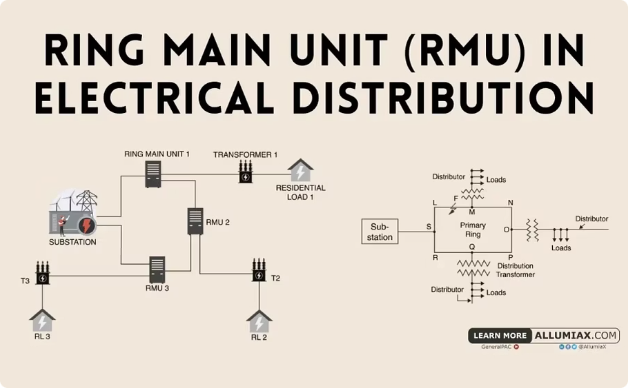 RING MAIN UNIT (RMU) IN
ELECTRICAL DISTRIBUTION
RING MAIN UNIT 1
TRANSFORMER 1
RESIDENTIAL
LOAD 1
SUBSTATION
RMU 2
RMU 3
T3
T2
RL 3
RL 2
Distributor
Loads
L
F
M
N
Sub-
station
S
Primary
Ring
O
Distributor
Loads
R
Q
P
Distribution
Transformer
Distributor
Loads
LEARN MORE ALLUMIAX.COM
GeneralPAC
@AllumiaX